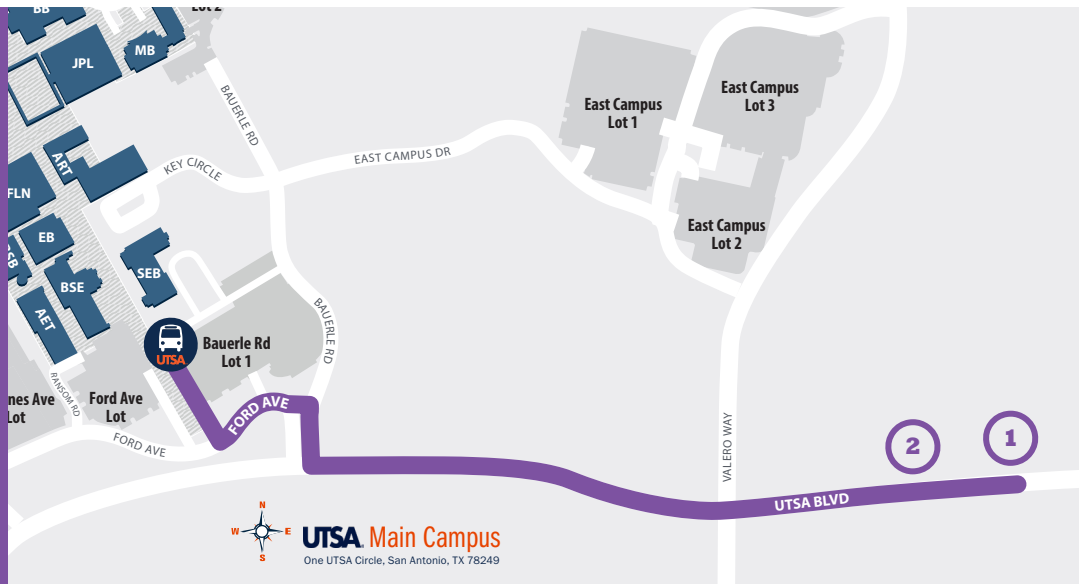 BB
Lot 2
JPL
MB
BAUERLE RD
East Campus
Lot 1
East Campus
Lot 3
ART
KEY CIRCLE
EAST CAMPUS DR
FLN
EB
SB
SEB
BSE
East Campus
Lot 2
AET
UTSA
Bauerle Rd
Lot 1
BAUERLE RD
RANSOM RD
nes Ave
Lot
Ford Ave
Lot
FORD AVE
FORD AVE
VALERO WAY
2
1
UTSA BLVD
N
W
E
S
UTSA Main Campus
One UTSA Circle, San Antonio, TX 78249